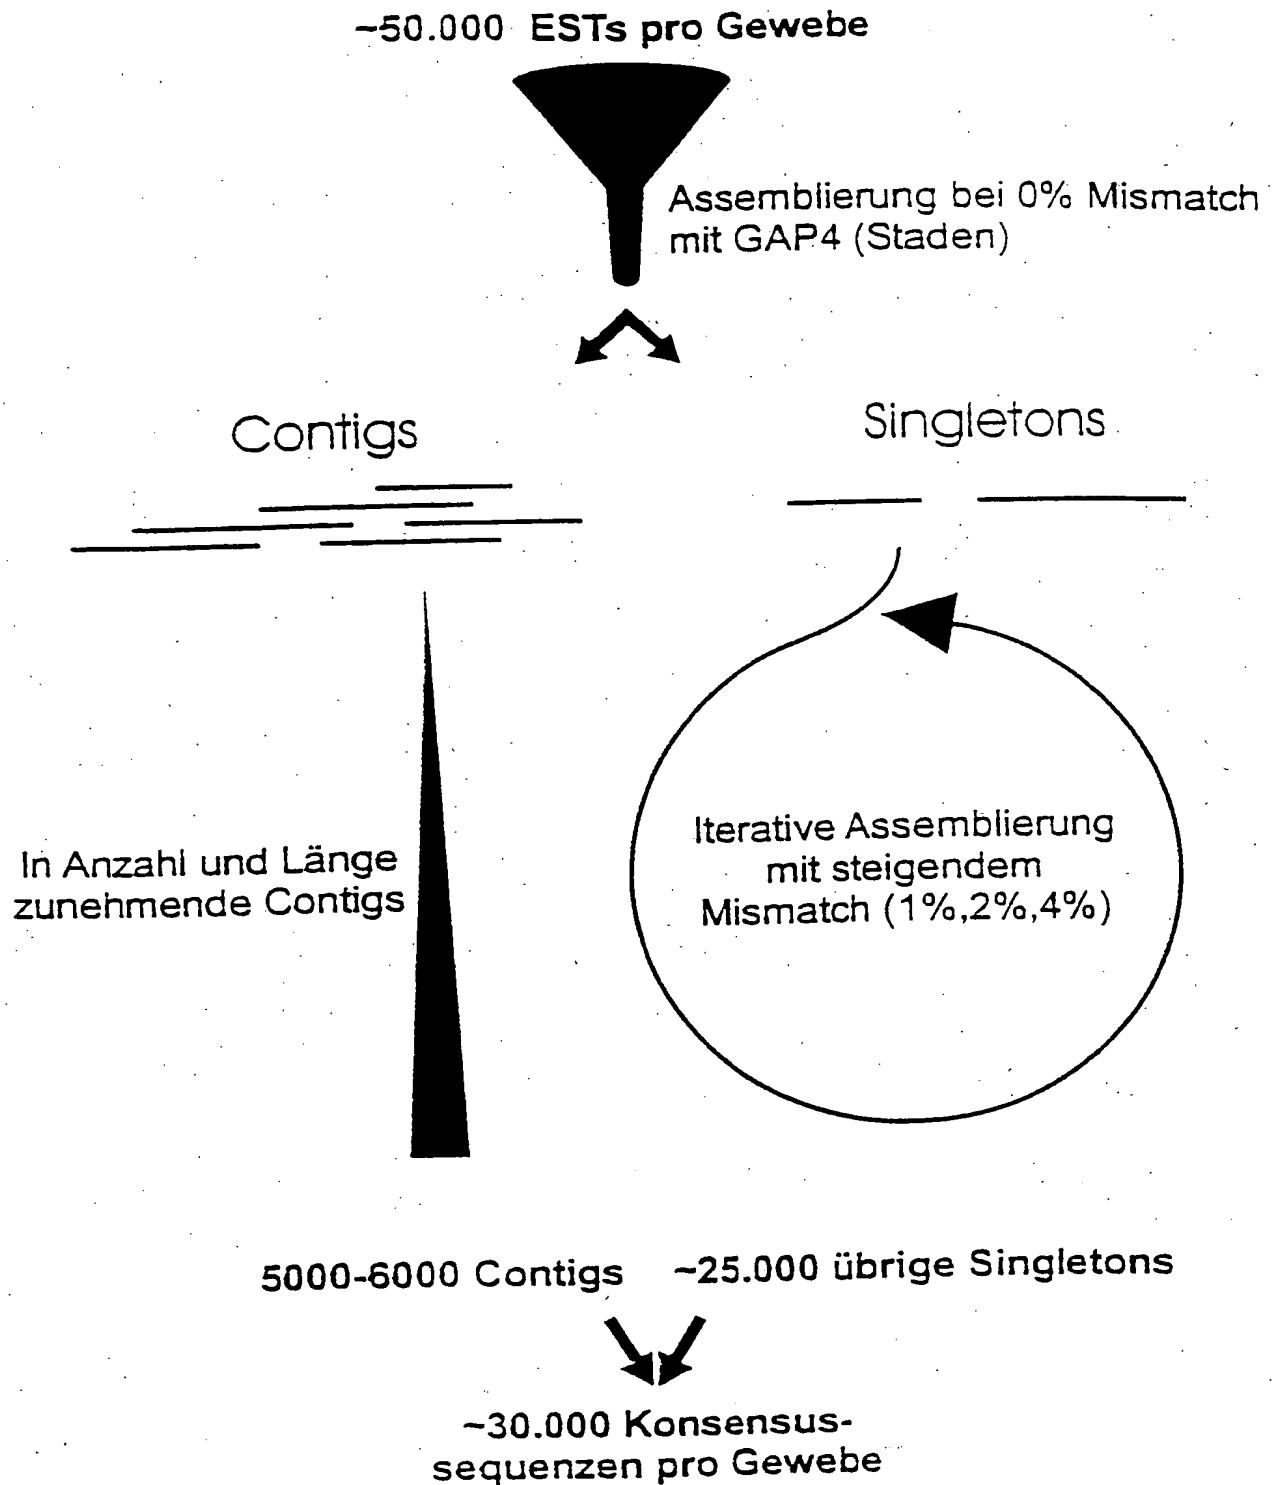 ~50.000 ESTs pro Gewebe
Assemblierung bei 0% Mismatch
mit GAP4 (Staden)
Contigs
Singletons
In Anzahl und Länge
zunehmende Contigs
Iterative Assemblierung
mit steigendem
Mismatch (1%,2%,4%)
5000-6000 Contigs
~25.000 übrige Singletons
~30.000 Konsensus-
sequenzen pro Gewebe